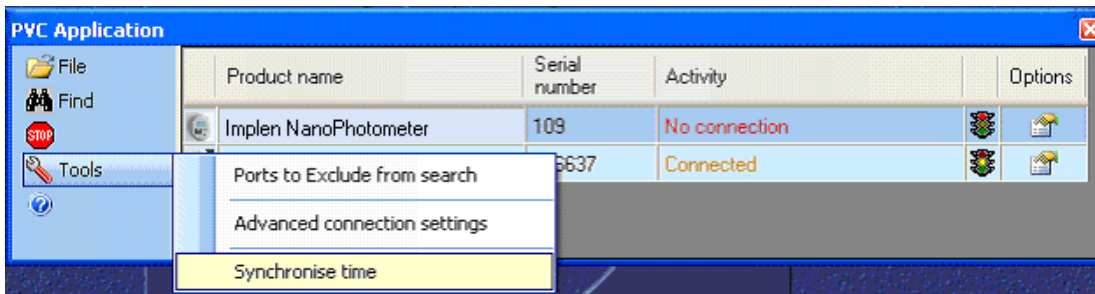 PVC Application
File
Find
STOP
Tools
Product name
Serial
number
Activity
Options
Implen NanoPhotometer
109
No connection
6637
Connected
Ports to Exclude from search
Advanced connection settings
Synchronise time